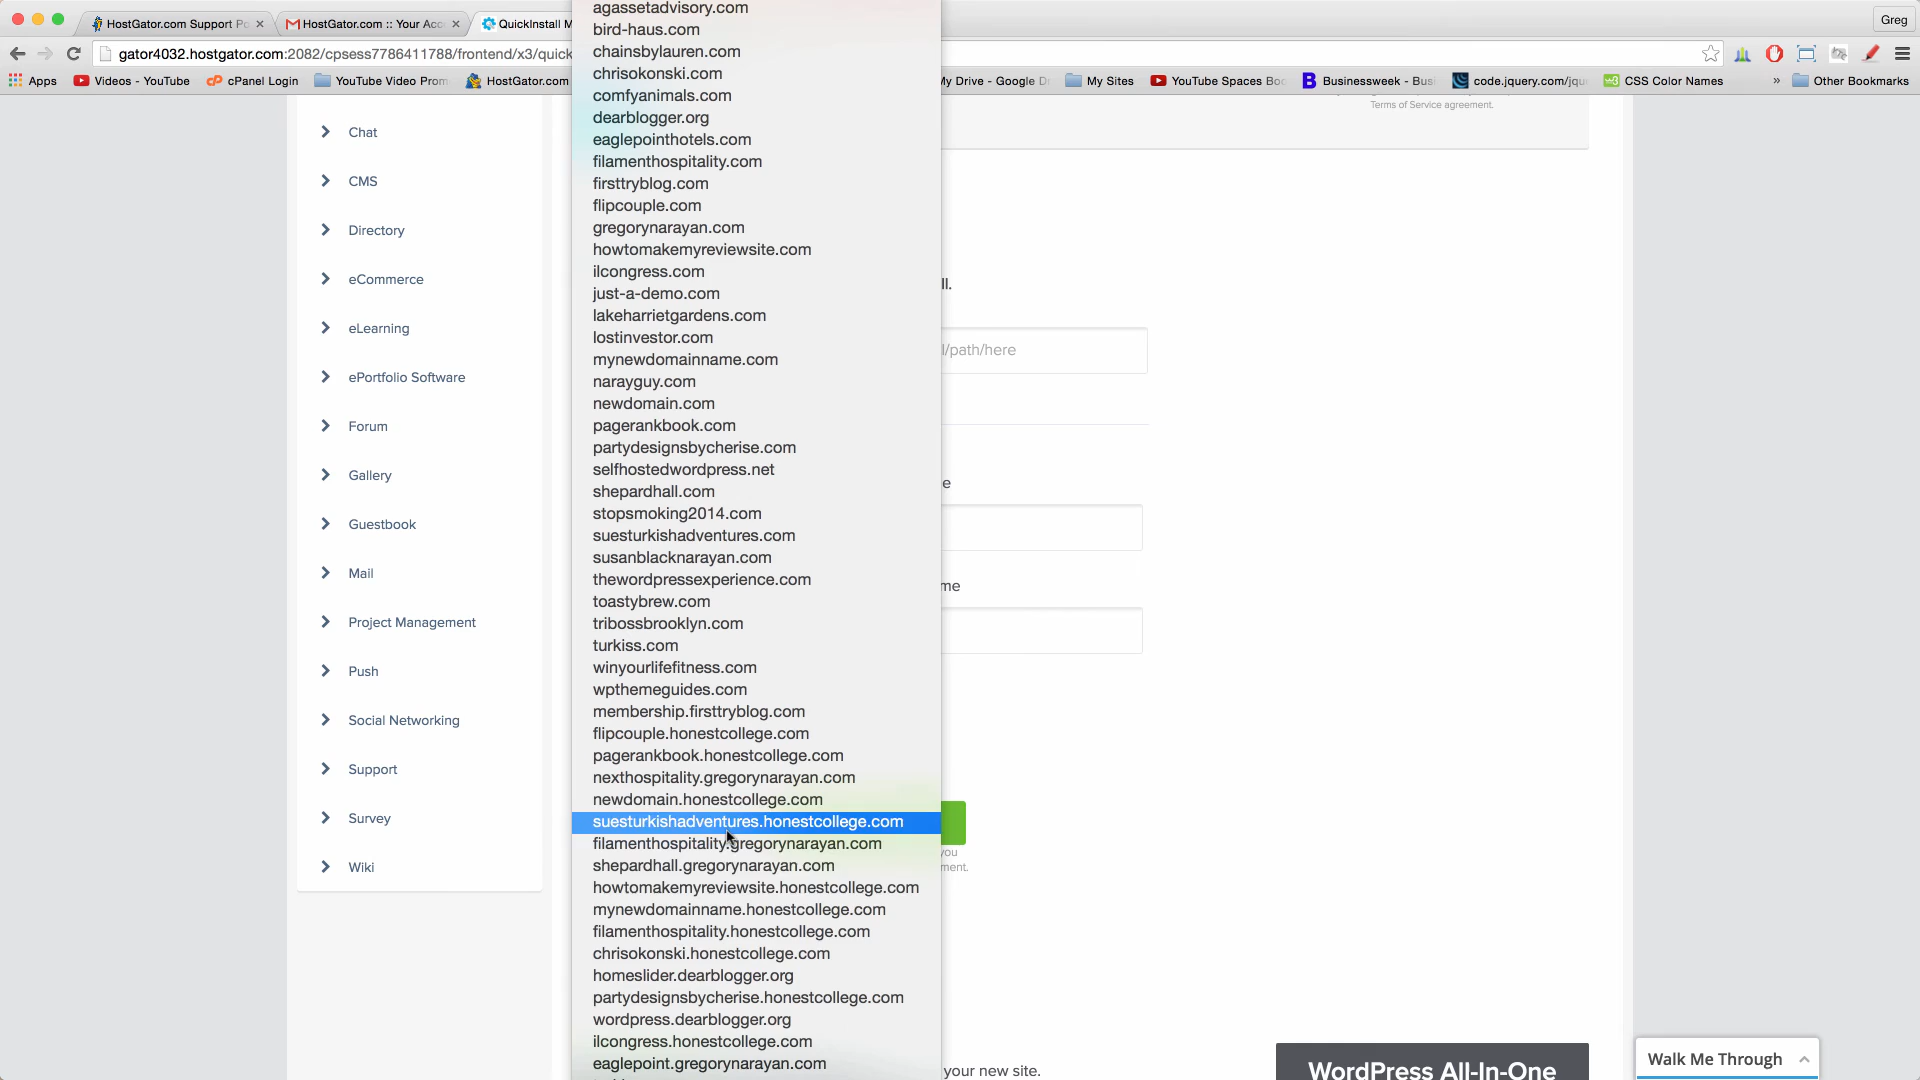 HostGator.com Support Po
HostGator.com :: Your Acc
QuickInstall M
Greg
gator4032.hostgator.com:2082/cpsess7786411788/frontend/x3/quick
Apps
Videos - YouTube
cPanel Login
YouTube Video Prom
HostGator.com
My Drive - Google Dr
My Sites
YouTube Spaces Boo
Businessweek - Busi
code.jquery.com/jqu
CSS Color Names
»
Other Bookmarks
Terms of Service agreement.
Chat
CMS
Directory
eCommerce
eLearning
ePortfolio Software
Forum
Gallery
Guestbook
Mail
Project Management
Push
Social Networking
Support
Survey
Wiki
agassetadvisory.com
bird-haus.com
chainsbylauren.com
chrisokonski.com
comfyanimals.com
dearblogger.org
eaglepointhotels.com
filamenthospitality.com
firsttryblog.com
flipcouple.com
gregorynarayan.com
howtomakemyreviewsite.com
ilcongress.com
just-a-demo.com
lakeharrietgardens.com
lostinvestor.com
mynewdomainname.com
narayguy.com
newdomain.com
pagerankbook.com
partydesignsbycherise.com
selfhostedwordpress.net
shepardhall.com
stopsmoking2014.com
suesturkishadventures.com
susanblacknarayan.com
thewordpressexperience.com
toastybrew.com
tribossbrooklyn.com
turkiss.com
winyourlifefitness.com
wpthemeguides.com
membership.firsttryblog.com
flipcouple.honestcollege.com
pagerankbook.honestcollege.com
nexthospitality.gregorynarayan.com
newdomain.honestcollege.com
suesturkishadventures.honestcollege.com
filamenthospitality.gregorynarayan.com
shepardhall.gregorynarayan.com
howtomakemyreviewsite.honestcollege.com
mynewdomainname.honestcollege.com
filamenthospitality.honestcollege.com
chrisokonski.honestcollege.com
homeslider.dearblogger.org
partydesignsbycherise.honestcollege.com
wordpress.dearblogger.org
ilcongress.honestcollege.com
eaglepoint.gregorynarayan.com
ll.
l/path/here
e
me
you
ment.
your new site.
WordPress All-In-One
Walk Me Through